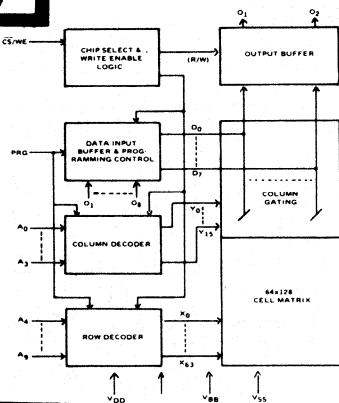 O1 O2
CS/WE
CHIP SELECT &
WRITE ENABLE
LOGIC
(R/W)
OUTPUT BUFFER
PRG
DATA INPUT
BUFFER & PROG-
RAMMING CONTROL
D0
D7
O1 O8
COLUMN
GATING
A0
A3
COLUMN DECODER
Y0
Y15
64x128
CELL MATRIX
A4
A9
ROW DECODER
X0
X63
VDD VBB VSS